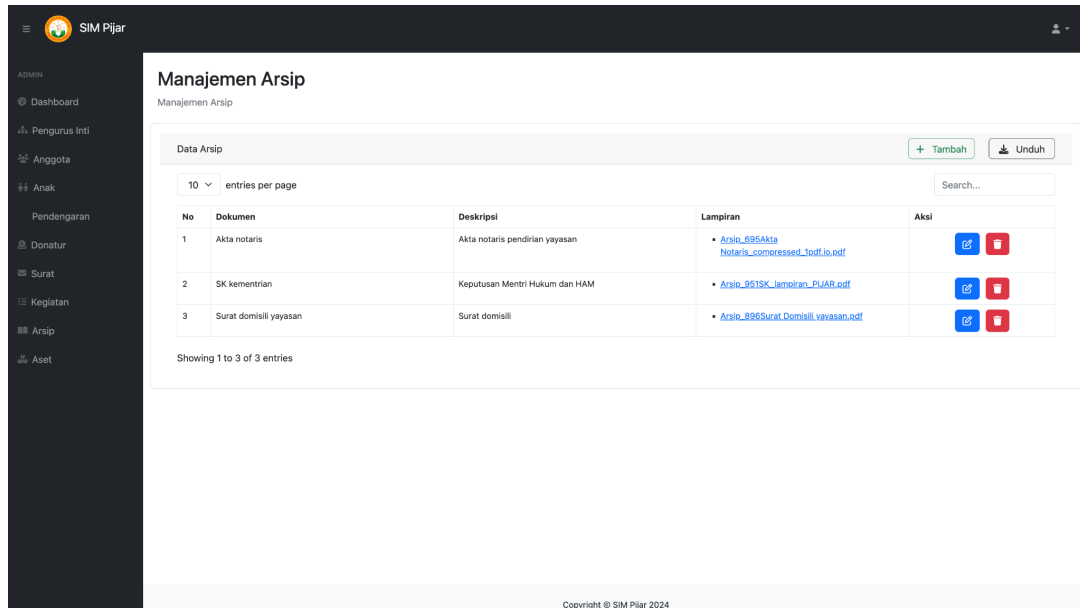 SIM Pijar
ADMIN
Dashboard
Pengurus Inti
Anggota
Anak
Pendengaran
Donatur
Surat
Kegiatan
Arsip
Aset
Manajemen Arsip
Manajemen Arsip
Data Arsip
+ Tambah
Unduh
10 entries per page
Search...
No Dokumen Deskripsi Lampiran Aksi
1 Akta notaris Akta notaris pendirian yayasan Arsip_695Akta
Notaris_compressed_1pdf.io.pdf
2 SK kementrian Keputusan Mentri Hukum dan HAM Arsip_951SK_lampiran_PiJAR.pdf
3 Surat domisili yayasan Surat domisili Arsip_896Surat Domisili yayasan.pdf
Showing 1 to 3 of 3 entries
Copyright © SIM Pijar 2024